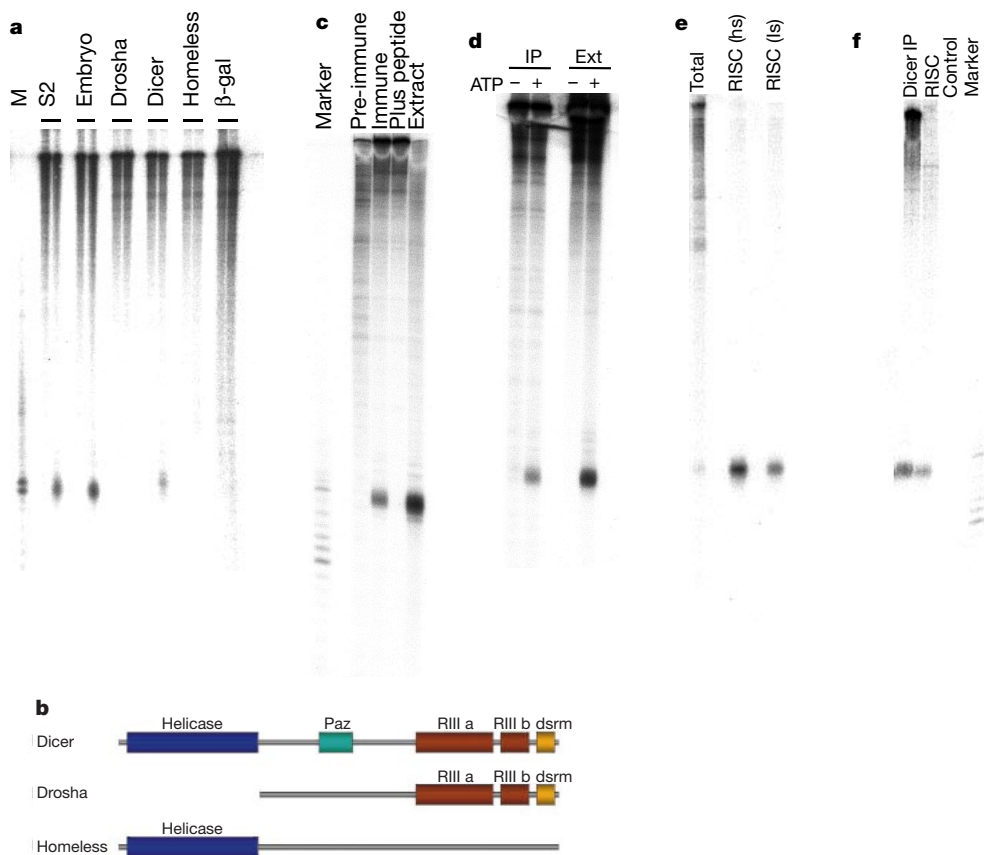 a
M
S2
Embryo
Drosha
Dicer
Homeless
β-gal
c
Marker
Pre-immune
Immune
Plus peptide
Extract
d
IP Ext
ATP – + – +
e
Total
RISC (hs)
RISC (ls)
f
Dicer IP
RISC
Control
Marker
b
Helicase Paz RIII a RIII b dsrm
Dicer
RIII a RIII b dsrm
Drosha
Helicase
Homeless